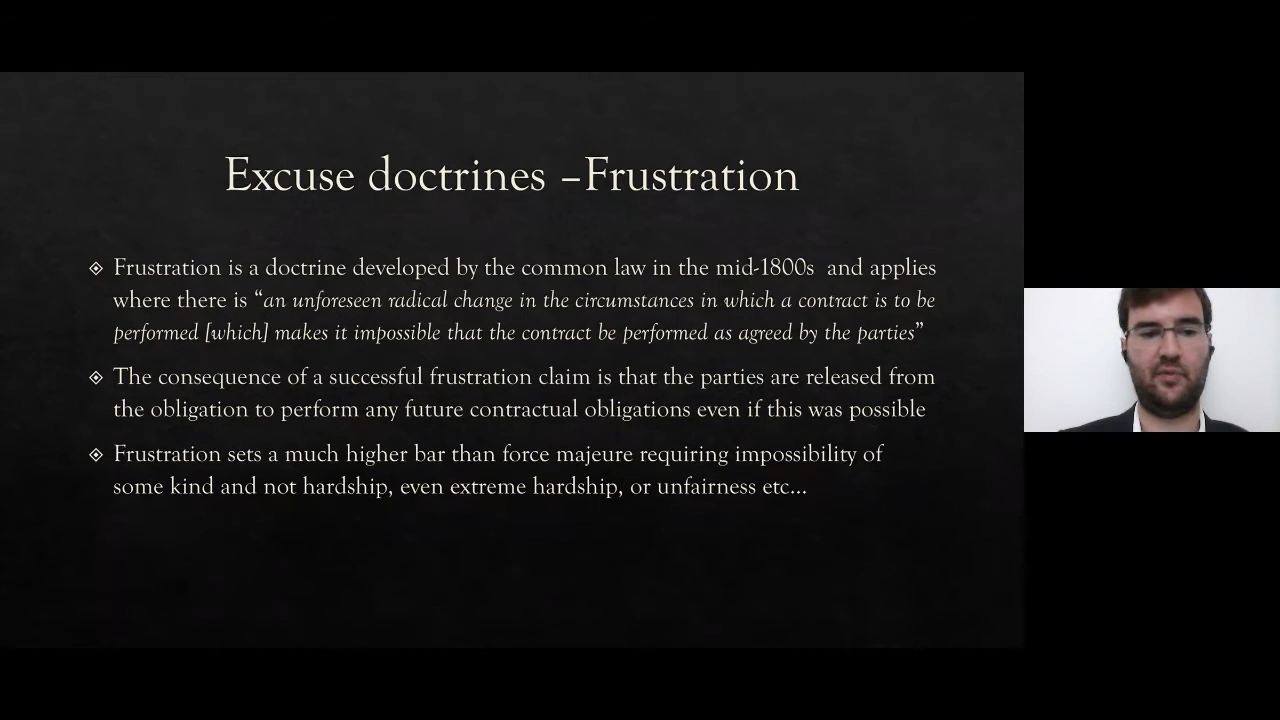 Excuse doctrines –Frustration
Frustration is a doctrine developed by the common law in the mid-1800s  and applies
where there is “an unforeseen radical change in the circumstances in which a contract is to be
performed [which] makes it impossible that the contract be performed as agreed by the parties”
The consequence of a successful frustration claim is that the parties are released from
the obligation to perform any future contractual obligations even if this was possible
Frustration sets a much higher bar than force majeure requiring impossibility of
some kind and not hardship, even extreme hardship, or unfairness etc…